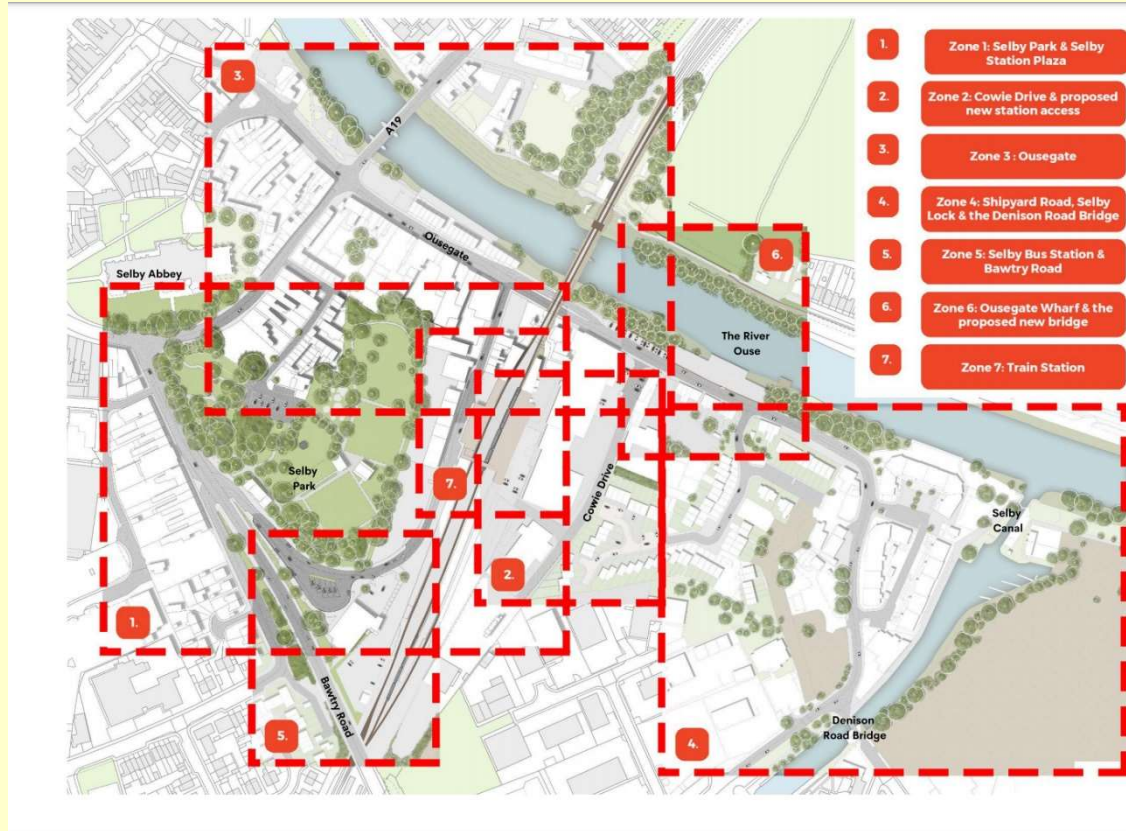 3.
A19
Ousegate
Selby Abbey
6.
The River
Ouse
Selby
Park
7.
Cowie Drive
2.
Selby
Canal
1.
Bawtry Road
5.
Denison
Road Bridge
4.
1.
Zone 1: Selby Park & Selby
Station Plaza
2.
Zone 2: Cowie Drive & proposed
new station access
3.
Zone 3 : Ousegate
4.
Zone 4: Shipyard Road, Selby
Lock & the Denison Road Bridge
5.
Zone 5: Selby Bus Station &
Bawtry Road
6.
Zone 6: Ousegate Wharf & the
proposed new bridge
7.
Zone 7: Train Station